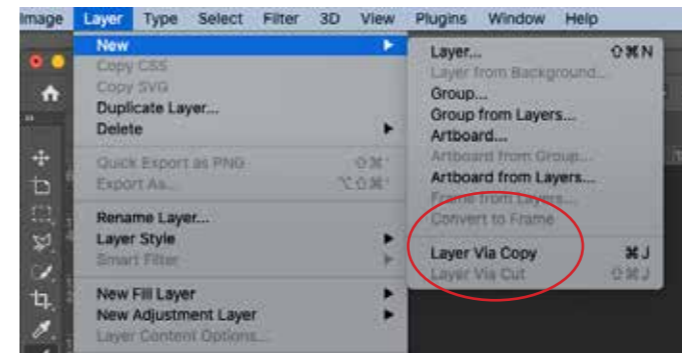 Image Layer Type Select Filter 3D View Plugins Window Help
New
Copy CSS
Copy SVG
Duplicate Layer...
Delete
Quick Export as PNG
Export As...
Rename Layer...
Layer Style
Smart Filter
New Fill Layer
New Adjustment Layer
Layer Content Options...
Layer... ⇧⌘N
Layer from Background...
Group...
Group from Layers...
Artboard...
Artboard from Group...
Artboard from Layers...
Frame from Layers...
Convert to Frame
Layer Via Copy ⌘J
Layer Via Cut ⇧⌘J